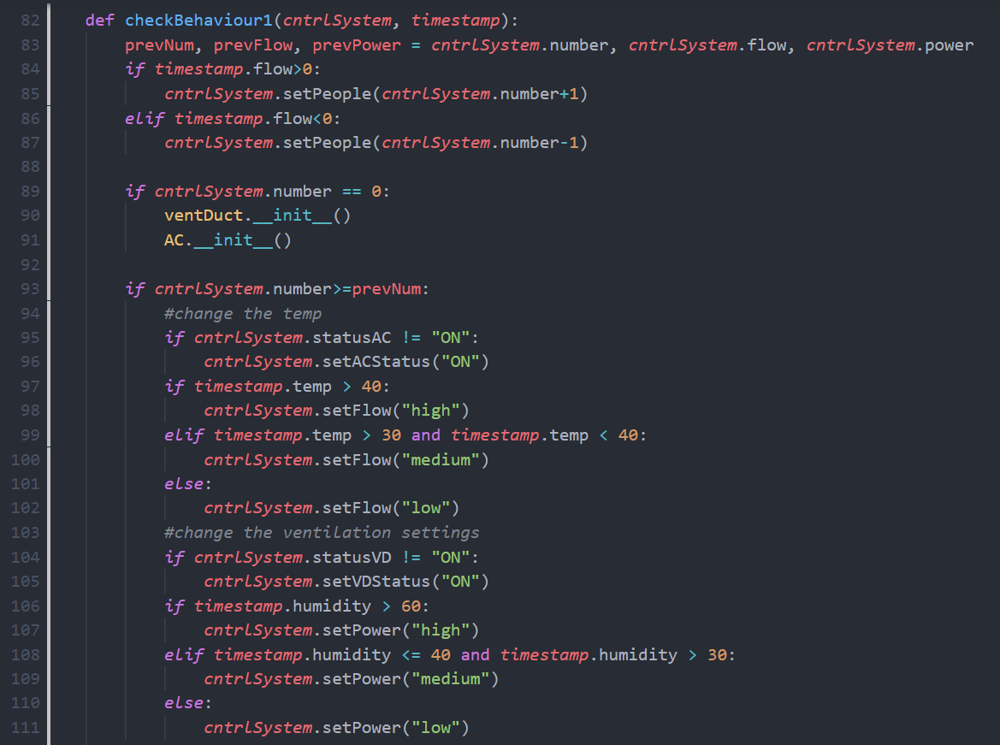 82 def checkBehaviour1(cntrlSystem, timestamp):
83     prevNum, prevFlow, prevPower = cntrlSystem.number, cntrlSystem.flow, cntrlSystem.power
84     if timestamp.flow>0:
85         cntrlSystem.setPeople(cntrlSystem.number+1)
86     elif timestamp.flow<0:
87         cntrlSystem.setPeople(cntrlSystem.number-1)
88
89     if cntrlSystem.number == 0:
90         ventDuct.__init__()
91         AC.__init__()
92
93     if cntrlSystem.number>=prevNum:
94         #change the temp
95         if cntrlSystem.statusAC != "ON":
96             cntrlSystem.setACStatus("ON")
97         if timestamp.temp > 40:
98             cntrlSystem.setFlow("high")
99         elif timestamp.temp > 30 and timestamp.temp < 40:
100             cntrlSystem.setFlow("medium")
101         else:
102             cntrlSystem.setFlow("low")
103         #change the ventilation settings
104         if cntrlSystem.statusVD != "ON":
105             cntrlSystem.setVDStatus("ON")
106         if timestamp.humidity > 60:
107             cntrlSystem.setPower("high")
108         elif timestamp.humidity <= 40 and timestamp.humidity > 30:
109             cntrlSystem.setPower("medium")
110         else:
111             cntrlSystem.setPower("low")